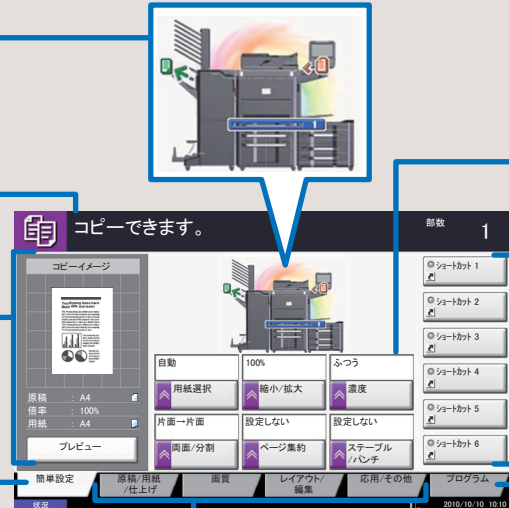 1
コピーできます。
部数
1
コピーイメージ
原稿 : A4
倍率 : 100%
用紙 : A4
プレビュー
自動
100%
ふつう
用紙選択
縮小/拡大
濃度
片面→片面
設定しない
設定しない
両面/分割
ページ集約
ステープル
/パンチ
ショートカット 1
ショートカット 2
ショートカット 3
ショートカット 4
ショートカット 5
ショートカット 6
簡単設定
原稿/用紙
/仕上げ
画質
レイアウト/
編集
応用/その他
プログラム
状況
2010/10/10 10:10